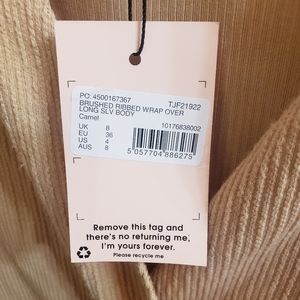 PC: 4500167367 TJF21922
BRUSHED RIBBED WRAP OVER
LONG SLV BODY
Camel
UK 8 10176838002
EU 36
US 4
AUS 8
5 057704 886275
Remove this tag and
there's no returning me,
I'm yours forever.
Please recycle me